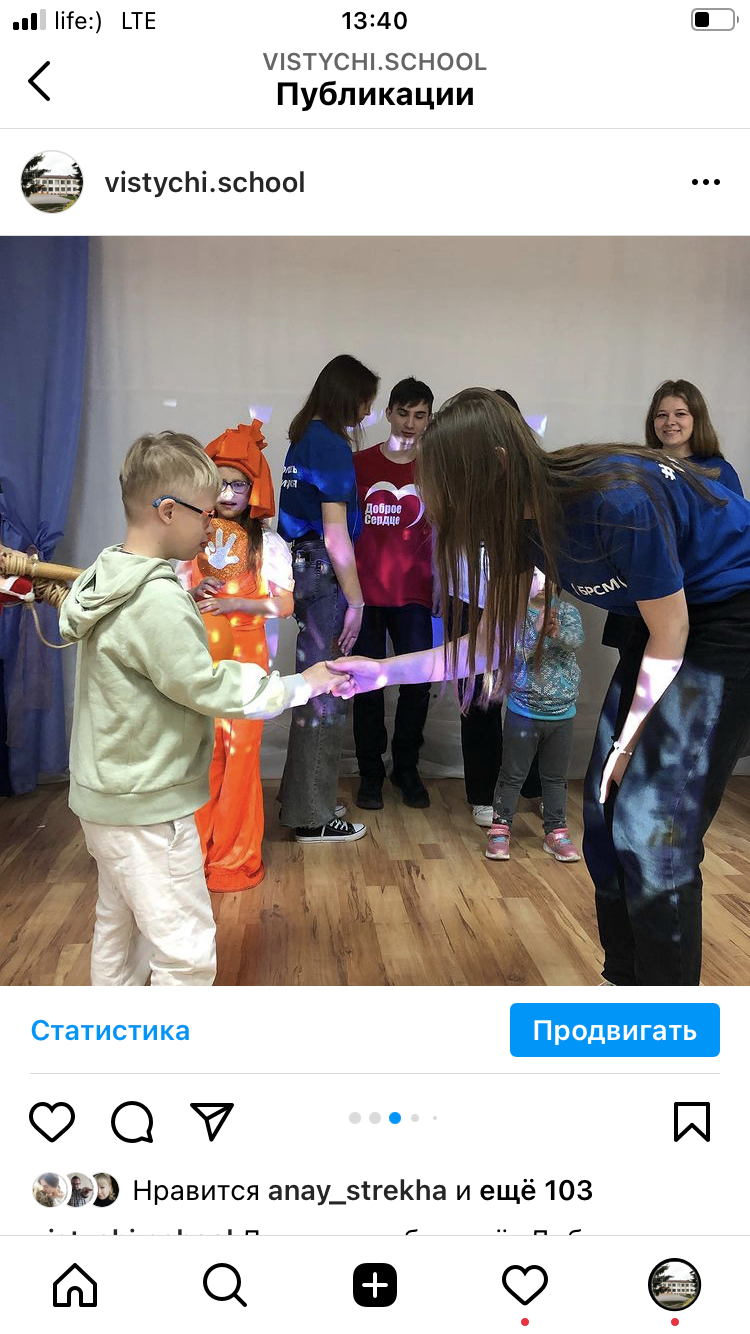 life:) LTE 13:40
VISTYCHI.SCHOOL
Публикации
vistychi.school
Доброе
Сердце
#
БРСМ
Статистика
Продвигать
Нравится anay_strekha и ещё 103